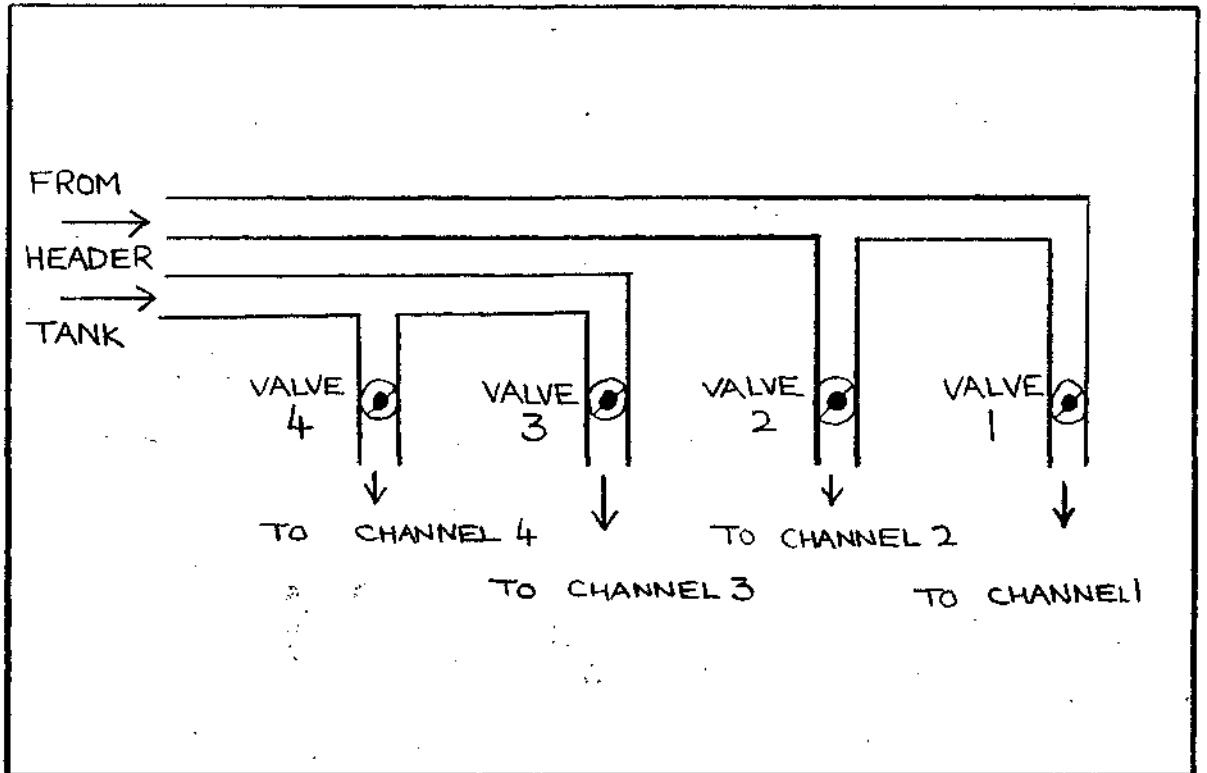 FROM
HEADER
TANK
VALVE
4
VALVE
3
VALVE
2
VALVE
1
TO CHANNEL 4
TO CHANNEL 3
TO CHANNEL 2
TO CHANNEL 1